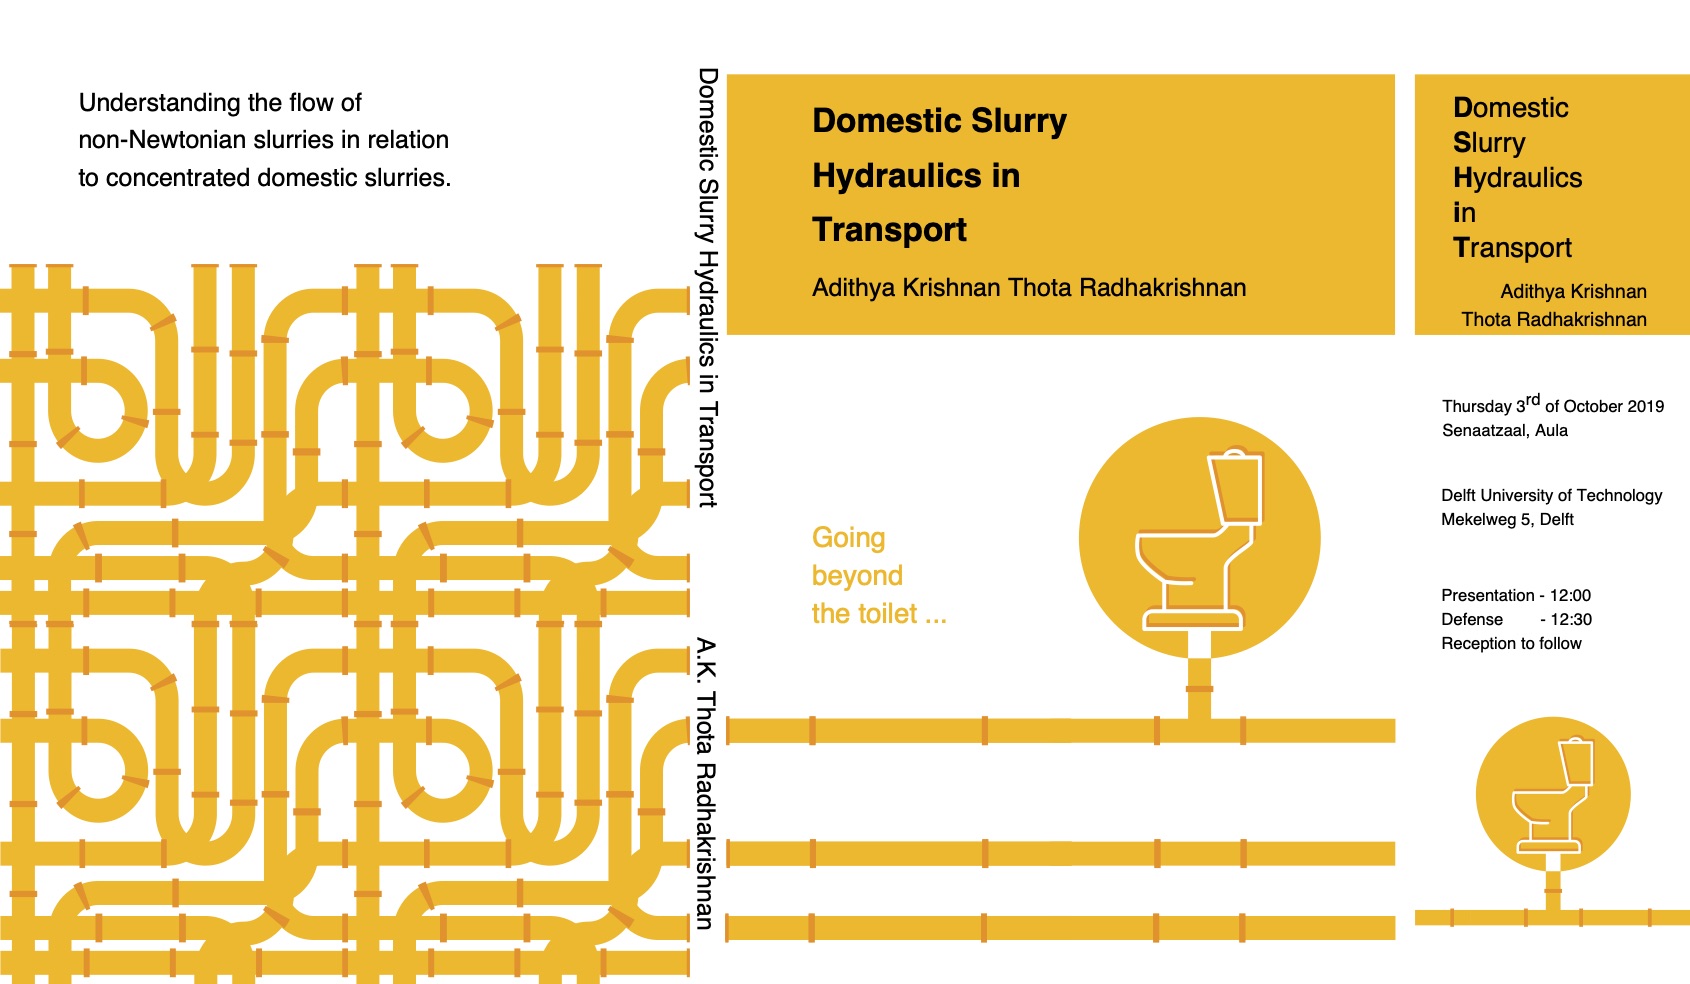 Understanding the flow of
non-Newtonian slurries in relation
to concentrated domestic slurries.
Domestic Slurry Hydraulics in Transport
A.K. Thota Radhakrishnan
Domestic Slurry
Hydraulics in
Transport
Adithya Krishnan Thota Radhakrishnan
Going
beyond
the toilet ...
Domestic
Slurry
Hydraulics
in
Transport
Adithya Krishnan
Thota Radhakrishnan
Thursday 3rd of October 2019
Senaatzaal, Aula
Delft University of Technology
Mekelweg 5, Delft
Presentation - 12:00
Defense - 12:30
Reception to follow